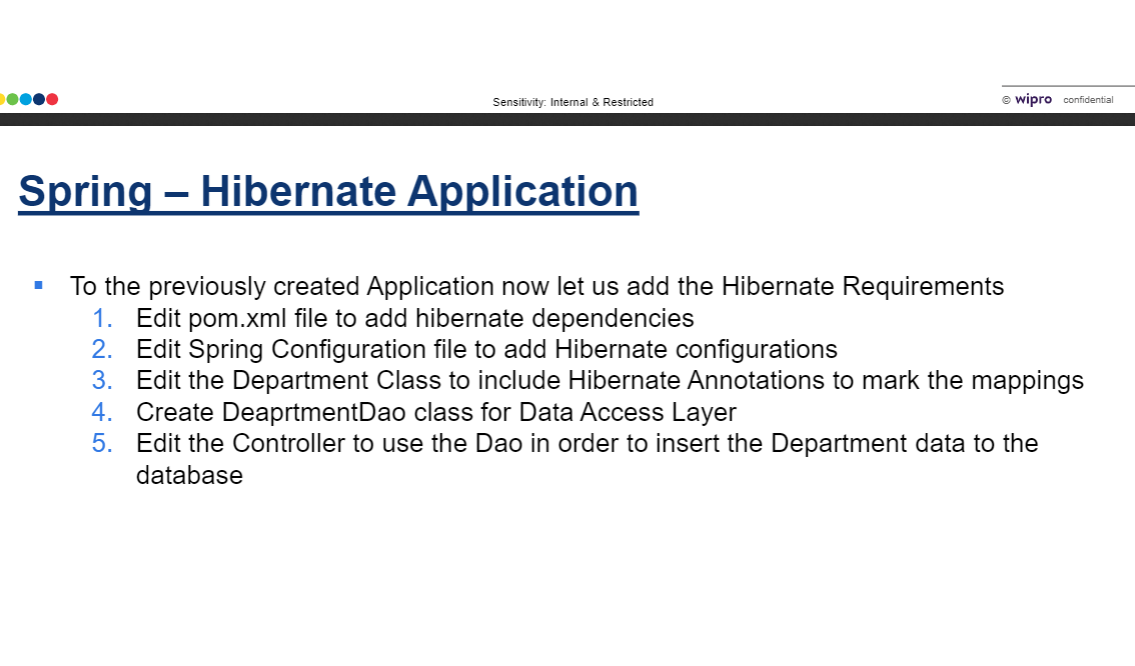 Sensitivity: Internal & Restricted
© wipro confidential
Spring – Hibernate Application
▪ To the previously created Application now let us add the Hibernate Requirements
1. Edit pom.xml file to add hibernate dependencies
2. Edit Spring Configuration file to add Hibernate configurations
3. Edit the Department Class to include Hibernate Annotations to mark the mappings
4. Create DeaprtmentDao class for Data Access Layer
5. Edit the Controller to use the Dao in order to insert the Department data to the
database